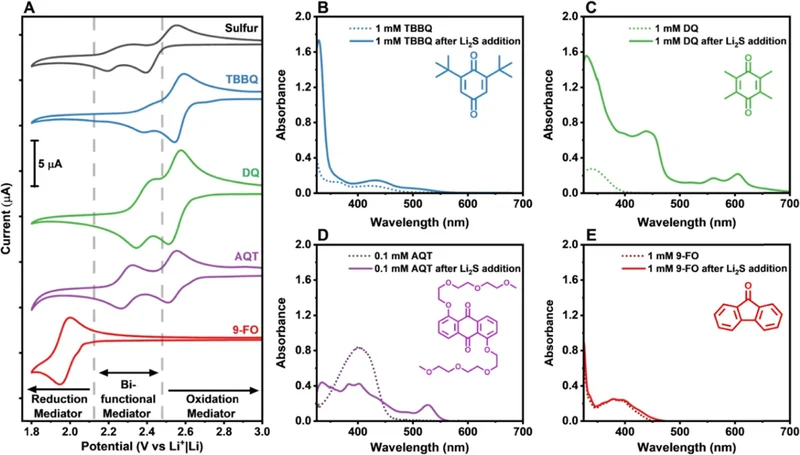 A
Sulfur
TBBQ
5 μA
DQ
AQT
9-FO
Reduction
Mediator
Bi-
functional
Mediator
Oxidation
Mediator
1.8 2.0 2.2 2.4 2.6 2.8 3.0
Potential (V vs Li⁺|Li)
Current (μA)
B
1 mM TBBQ
1 mM TBBQ after Li₂S addition
O
O
2.0
1.6
1.2
0.8
0.4
0.0
400 500 600 700
Absorbance
Wavelength (nm)
C
1 mM DQ
1 mM DQ after Li₂S addition
O
O
2.0
1.6
1.2
0.8
0.4
0.0
400 500 600 700
Absorbance
Wavelength (nm)
D
0.1 mM AQT
0.1 mM AQT after Li₂S addition
O O O
O O
O O
O O O
2.0
1.6
1.2
0.8
0.4
0.0
400 500 600 700
Absorbance
Wavelength (nm)
E
1 mM 9-FO
1 mM 9-FO after Li₂S addition
O
2.0
1.6
1.2
0.8
0.4
0.0
400 500 600 700
Absorbance
Wavelength (nm)